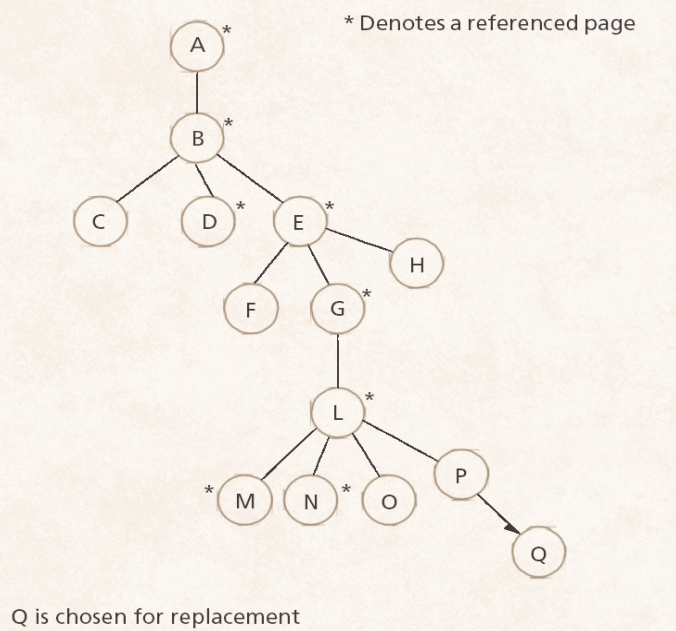 * Denotes a referenced page
A *
B *
C
D *
E *
H
F
G *
L *
* M
N *
O
P
Q
Q is chosen for replacement